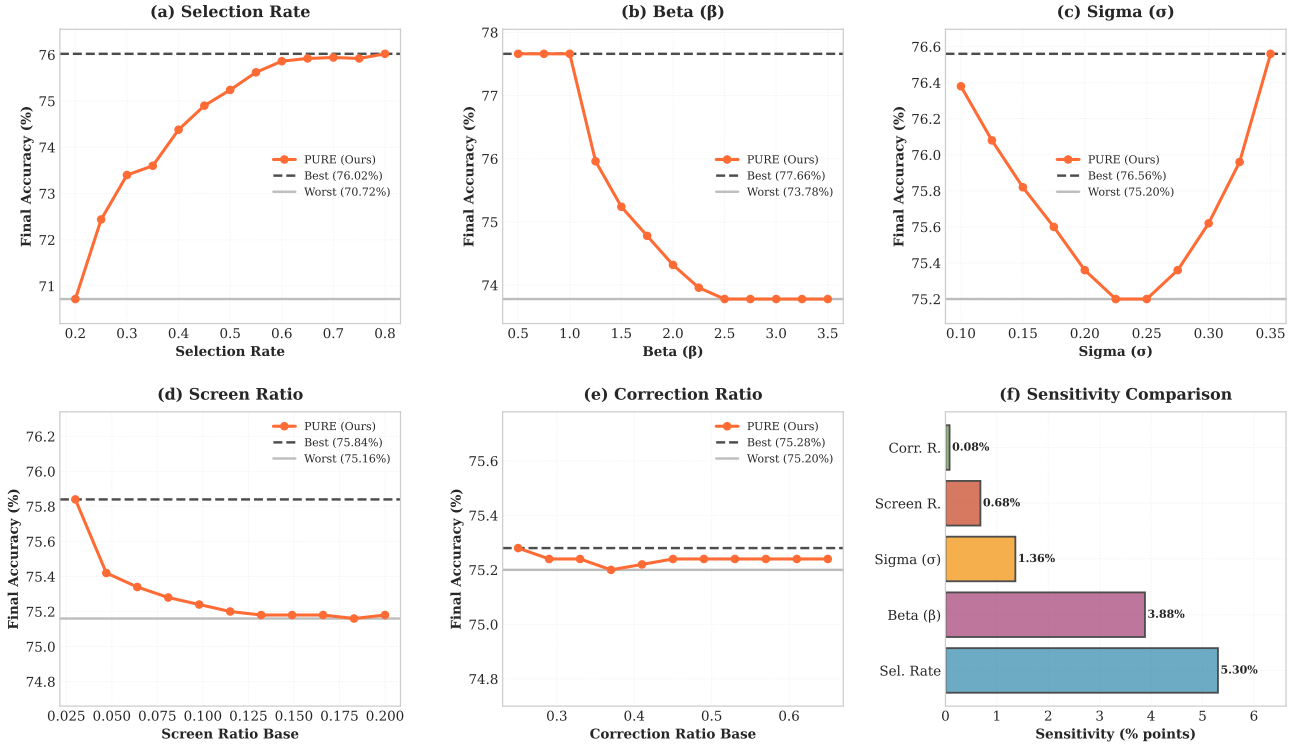 (a) Selection Rate
Final Accuracy (%)
76
75
74
73
72
71
PURE (Ours)
Best (76.02%)
Worst (70.72%)
0.2 0.3 0.4 0.5 0.6 0.7 0.8
Selection Rate
(b) Beta (β)
Final Accuracy (%)
78
77
76
75
74
PURE (Ours)
Best (77.66%)
Worst (73.78%)
0.5 1.0 1.5 2.0 2.5 3.0 3.5
Beta (β)
(c) Sigma (σ)
Final Accuracy (%)
76.6
76.4
76.2
76.0
75.8
75.6
75.4
75.2
PURE (Ours)
Best (76.56%)
Worst (75.20%)
0.10 0.15 0.20 0.25 0.30 0.35
Sigma (σ)
(d) Screen Ratio
Final Accuracy (%)
76.2
76.0
75.8
75.6
75.4
75.2
75.0
74.8
PURE (Ours)
Best (75.84%)
Worst (75.16%)
0.025 0.050 0.075 0.100 0.125 0.150 0.175 0.200
Screen Ratio Base
(e) Correction Ratio
Final Accuracy (%)
75.6
75.4
75.2
75.0
74.8
PURE (Ours)
Best (75.28%)
Worst (75.20%)
0.3 0.4 0.5 0.6
Correction Ratio Base
(f) Sensitivity Comparison
Corr. R. 0.08%
Screen R. 0.68%
Sigma (σ) 1.36%
Beta (β) 3.88%
Sel. Rate 5.30%
0 1 2 3 4 5 6
Sensitivity (% points)